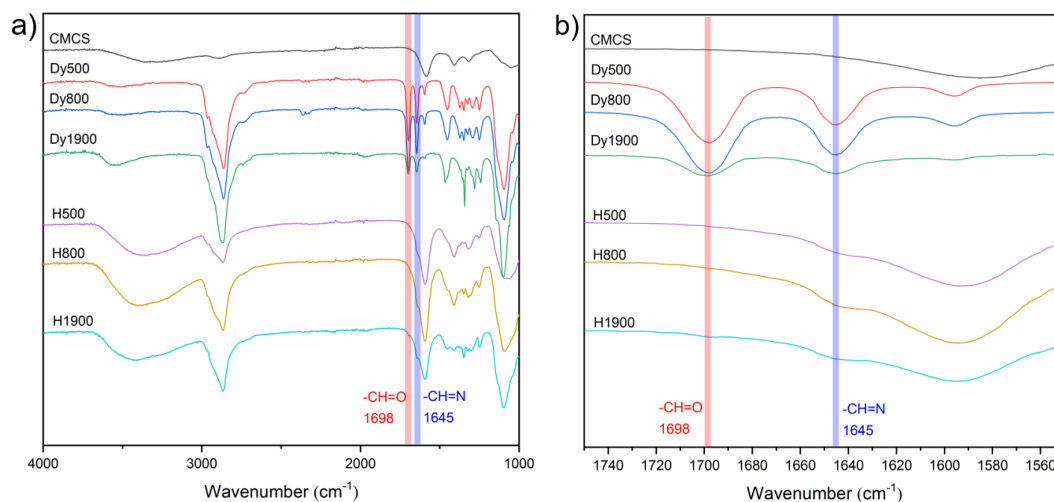 a)
CMCS
Dy500
Dy800
Dy1900
H500
H800
H1900
-CH=O
1698
-CH=N
1645
4000 3000 2000 1000
Wavenumber (cm⁻¹)
b)
CMCS
Dy500
Dy800
Dy1900
H500
H800
H1900
-CH=O
1698
-CH=N
1645
1740 1720 1700 1680 1660 1640 1620 1600 1580 1560
Wavenumber (cm⁻¹)